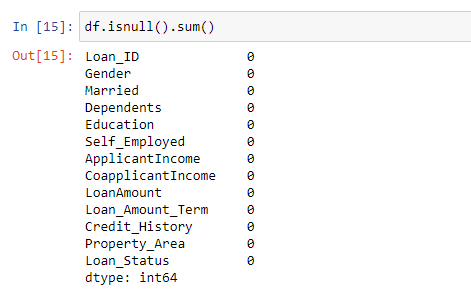 In [15]: df.isnull().sum()
Out[15]: Loan_ID 0
Gender 0
Married 0
Dependents 0
Education 0
Self_Employed 0
ApplicantIncome 0
CoapplicantIncome 0
LoanAmount 0
Loan_Amount_Term 0
Credit_History 0
Property_Area 0
Loan_Status 0
dtype: int64